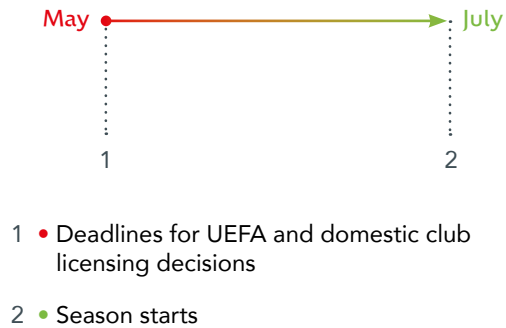 May July
1 2
1 • Deadlines for UEFA and domestic club
licensing decisions
2 • Season starts